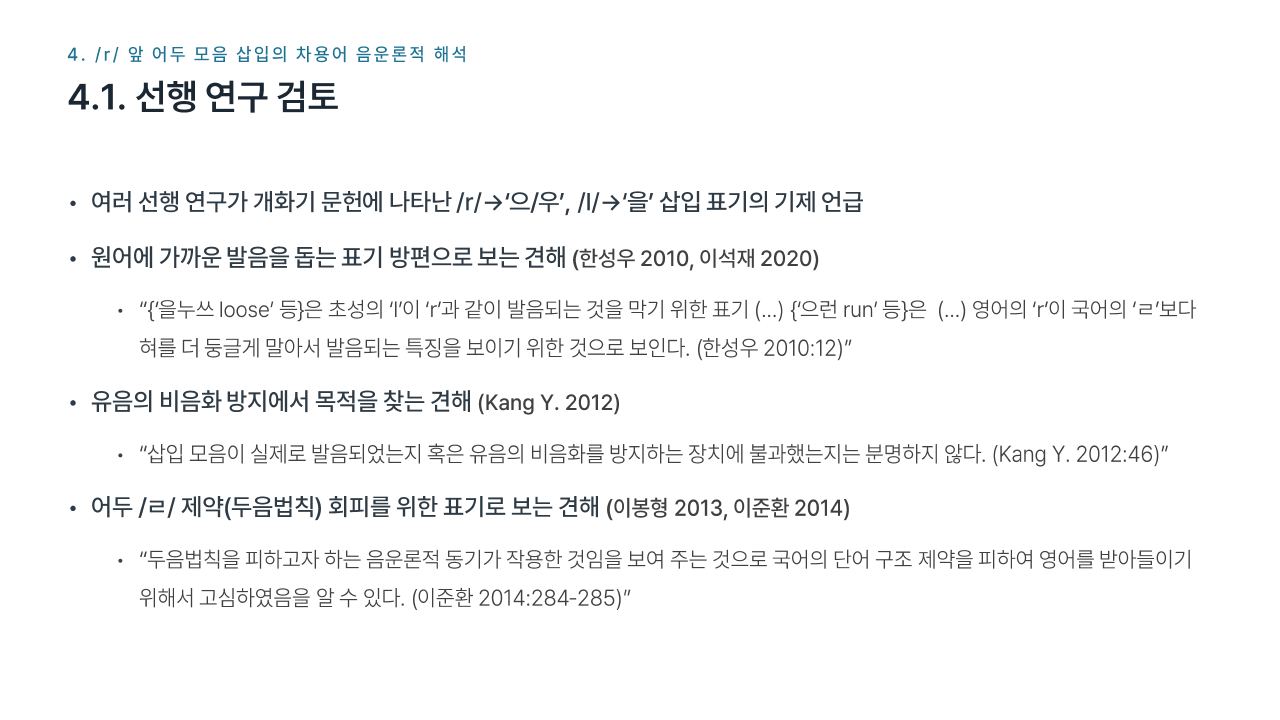 4. /r/ 앞 어두 모음 삽입의 차용어 음운론적 해석
4.1. 선행 연구 검토
• 여러 선행 연구가 개화기 문헌에 나타난 /r/→‘으/우’, /l/→‘을’ 삽입 표기의 기제 언급
• 원어에 가까운 발음을 돕는 표기 방편으로 보는 견해 (한성우 2010, 이석재 2020)
• “{‘을누쓰 loose’ 등}은 초성의 ‘l’이 ‘r’과 같이 발음되는 것을 막기 위한 표기 (…) {‘으런 run’ 등}은 (…) 영어의 ‘r’이 국어의 ‘ㄹ’보다
혀를 더 둥글게 말아서 발음되는 특징을 보이기 위한 것으로 보인다. (한성우 2010:12)”
• 유음의 비음화 방지에서 목적을 찾는 견해 (Kang Y. 2012)
• “삽입 모음이 실제로 발음되었는지 혹은 유음의 비음화를 방지하는 장치에 불과했는지는 분명하지 않다. (Kang Y. 2012:46)”
• 어두 /ㄹ/ 제약(두음법칙) 회피를 위한 표기로 보는 견해 (이봉형 2013, 이준환 2014)
• “두음법칙을 피하고자 하는 음운론적 동기가 작용한 것임을 보여 주는 것으로 국어의 단어 구조 제약을 피하여 영어를 받아들이기
위해서 고심하였음을 알 수 있다. (이준환 2014:284-285)”